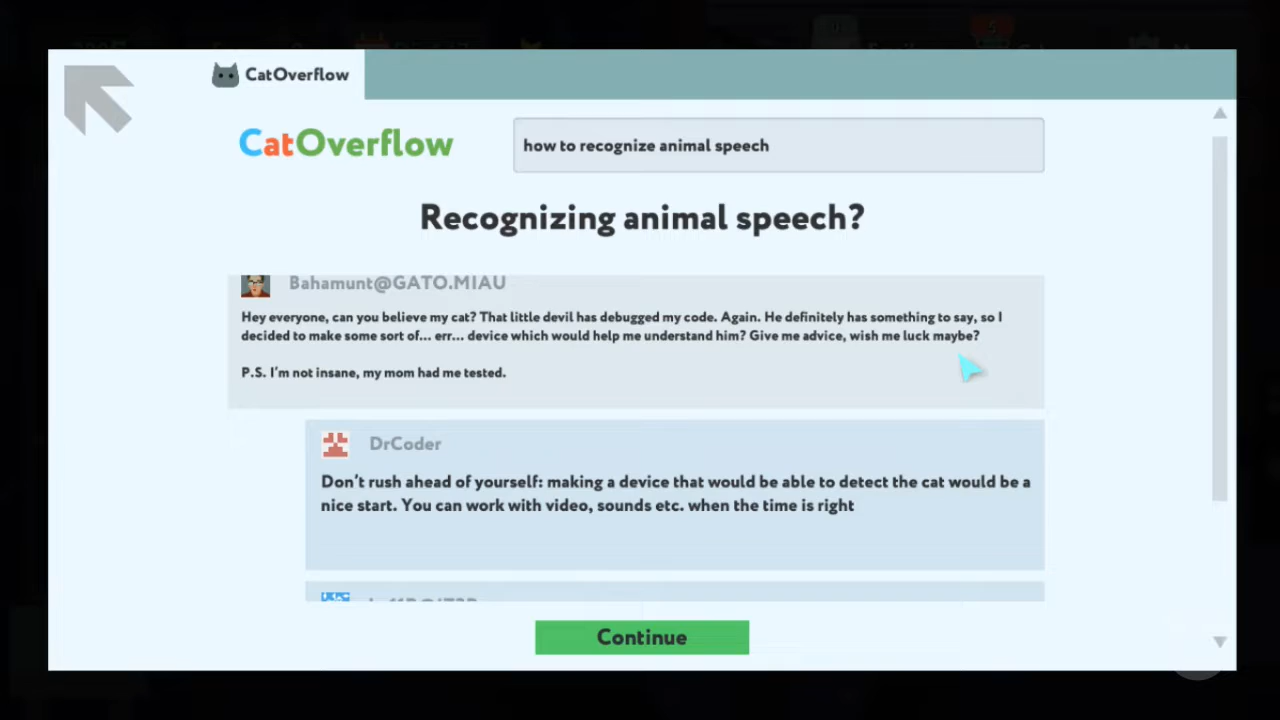 CatOverflow
CatOverflow
how to recognize animal speech
Recognizing animal speech?
Bahamunt@GATO.MIAU
Hey everyone, can you believe my cat? That little devil has debugged my code. Again. He definitely has something to say, so I
decided to make some sort of... err... device which would help me understand him? Give me advice, wish me luck maybe?
P.S. I'm not insane, my mom had me tested.
DrCoder
Don't rush ahead of yourself: making a device that would be able to detect the cat would be a
nice start. You can work with video, sounds etc. when the time is right
Continue